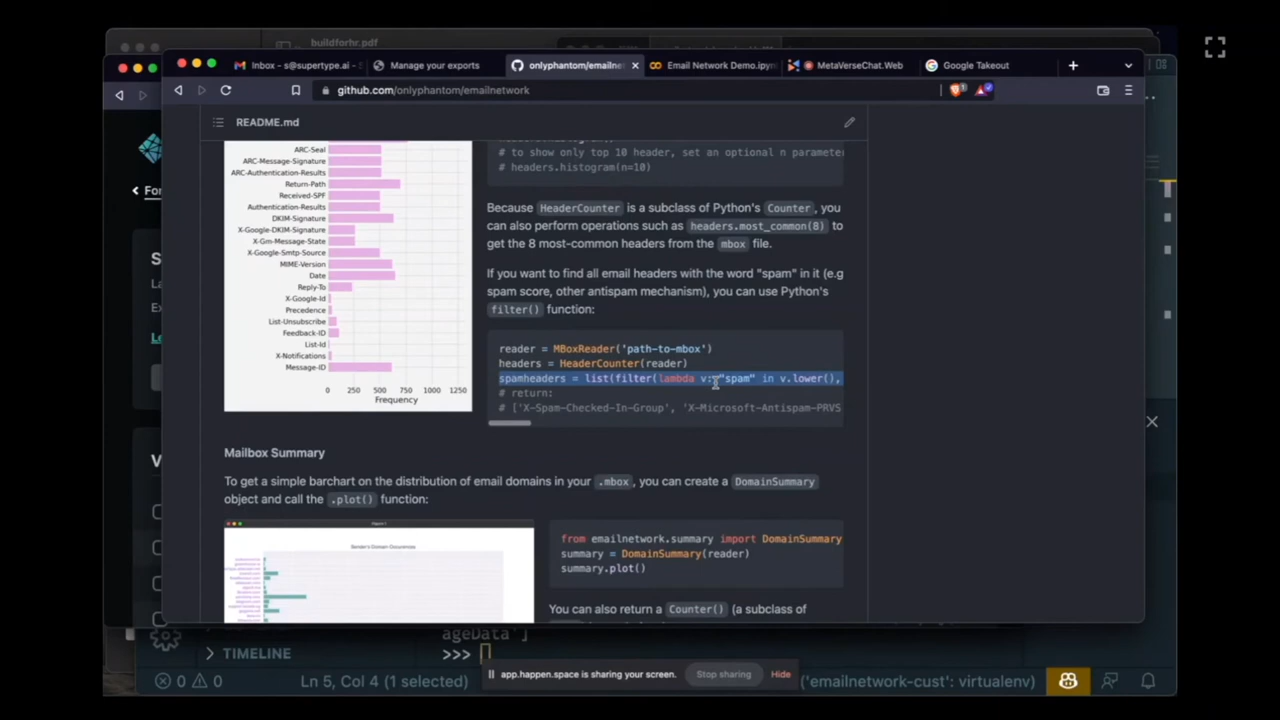 buildforhr.pdf
Inbox - s@supertype.ai -
Manage your exports
onlyphantom/emailnet
Email Network Demo.ipyn
MetaVerseChat.Web
Google Takeout
github.com/onlyphantom/emailnetwork
README.md
ARC-Seal
ARC-Message-Signature
ARC-Authentication-Results
Return-Path
Received-SPF
Authentication-Results
DKIM-Signature
X-Google-DKIM-Signature
X-Gm-Message-State
X-Google-Smtp-Source
MIME-Version
Date
Reply-To
X-Google-Id
Precedence
List-Unsubscribe
Feedback-ID
List-Id
X-Notifications
Message-ID
0 250 500 750 1000 1250
Frequency
# to show only top 10 header, set an optional n parameter
# headers.histogram(n=10)
Because HeaderCounter is a subclass of Python's Counter, you
can also perform operations such as headers.most_common(8) to
get the 8 most-common headers from the mbox file.
If you want to find all email headers with the word "spam" in it (e.g
spam score, other antispam mechanism), you can use Python's
filter() function:
reader = MBoxReader('path-to-mbox')
headers = HeaderCounter(reader)
spamheaders = list(filter(lambda v: "spam" in v.lower(),
# return:
# ['X-Spam-Checked-In-Group', 'X-Microsoft-Antispam-PRVS
Mailbox Summary
To get a simple barchart on the distribution of email domains in your .mbox, you can create a DomainSummary
object and call the .plot() function:
Figure 1
Reader's Domain Occurences
from emailnetwork.summary import DomainSummary
summary = DomainSummary(reader)
summary.plot()
You can also return a Counter() (a subclass of
For
ageData']
TIMELINE
>>>
app.happen.space is sharing your screen.
Stop sharing
Hide
0 0
Ln 5, Col 4 (1 selected)
('emailnetwork-cust': virtualenv)